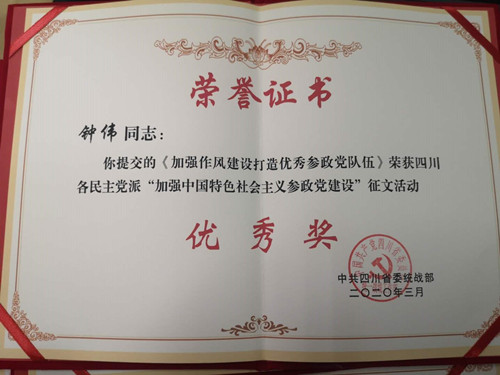 荣誉证书
钟伟同志：
你提交的《加强作风建设打造优秀参政党队伍》荣获四川
各民主党派“加强中国特色社会主义参政党建设”征文活动
优秀奖
中共四川省委统战部
二〇二〇年三月